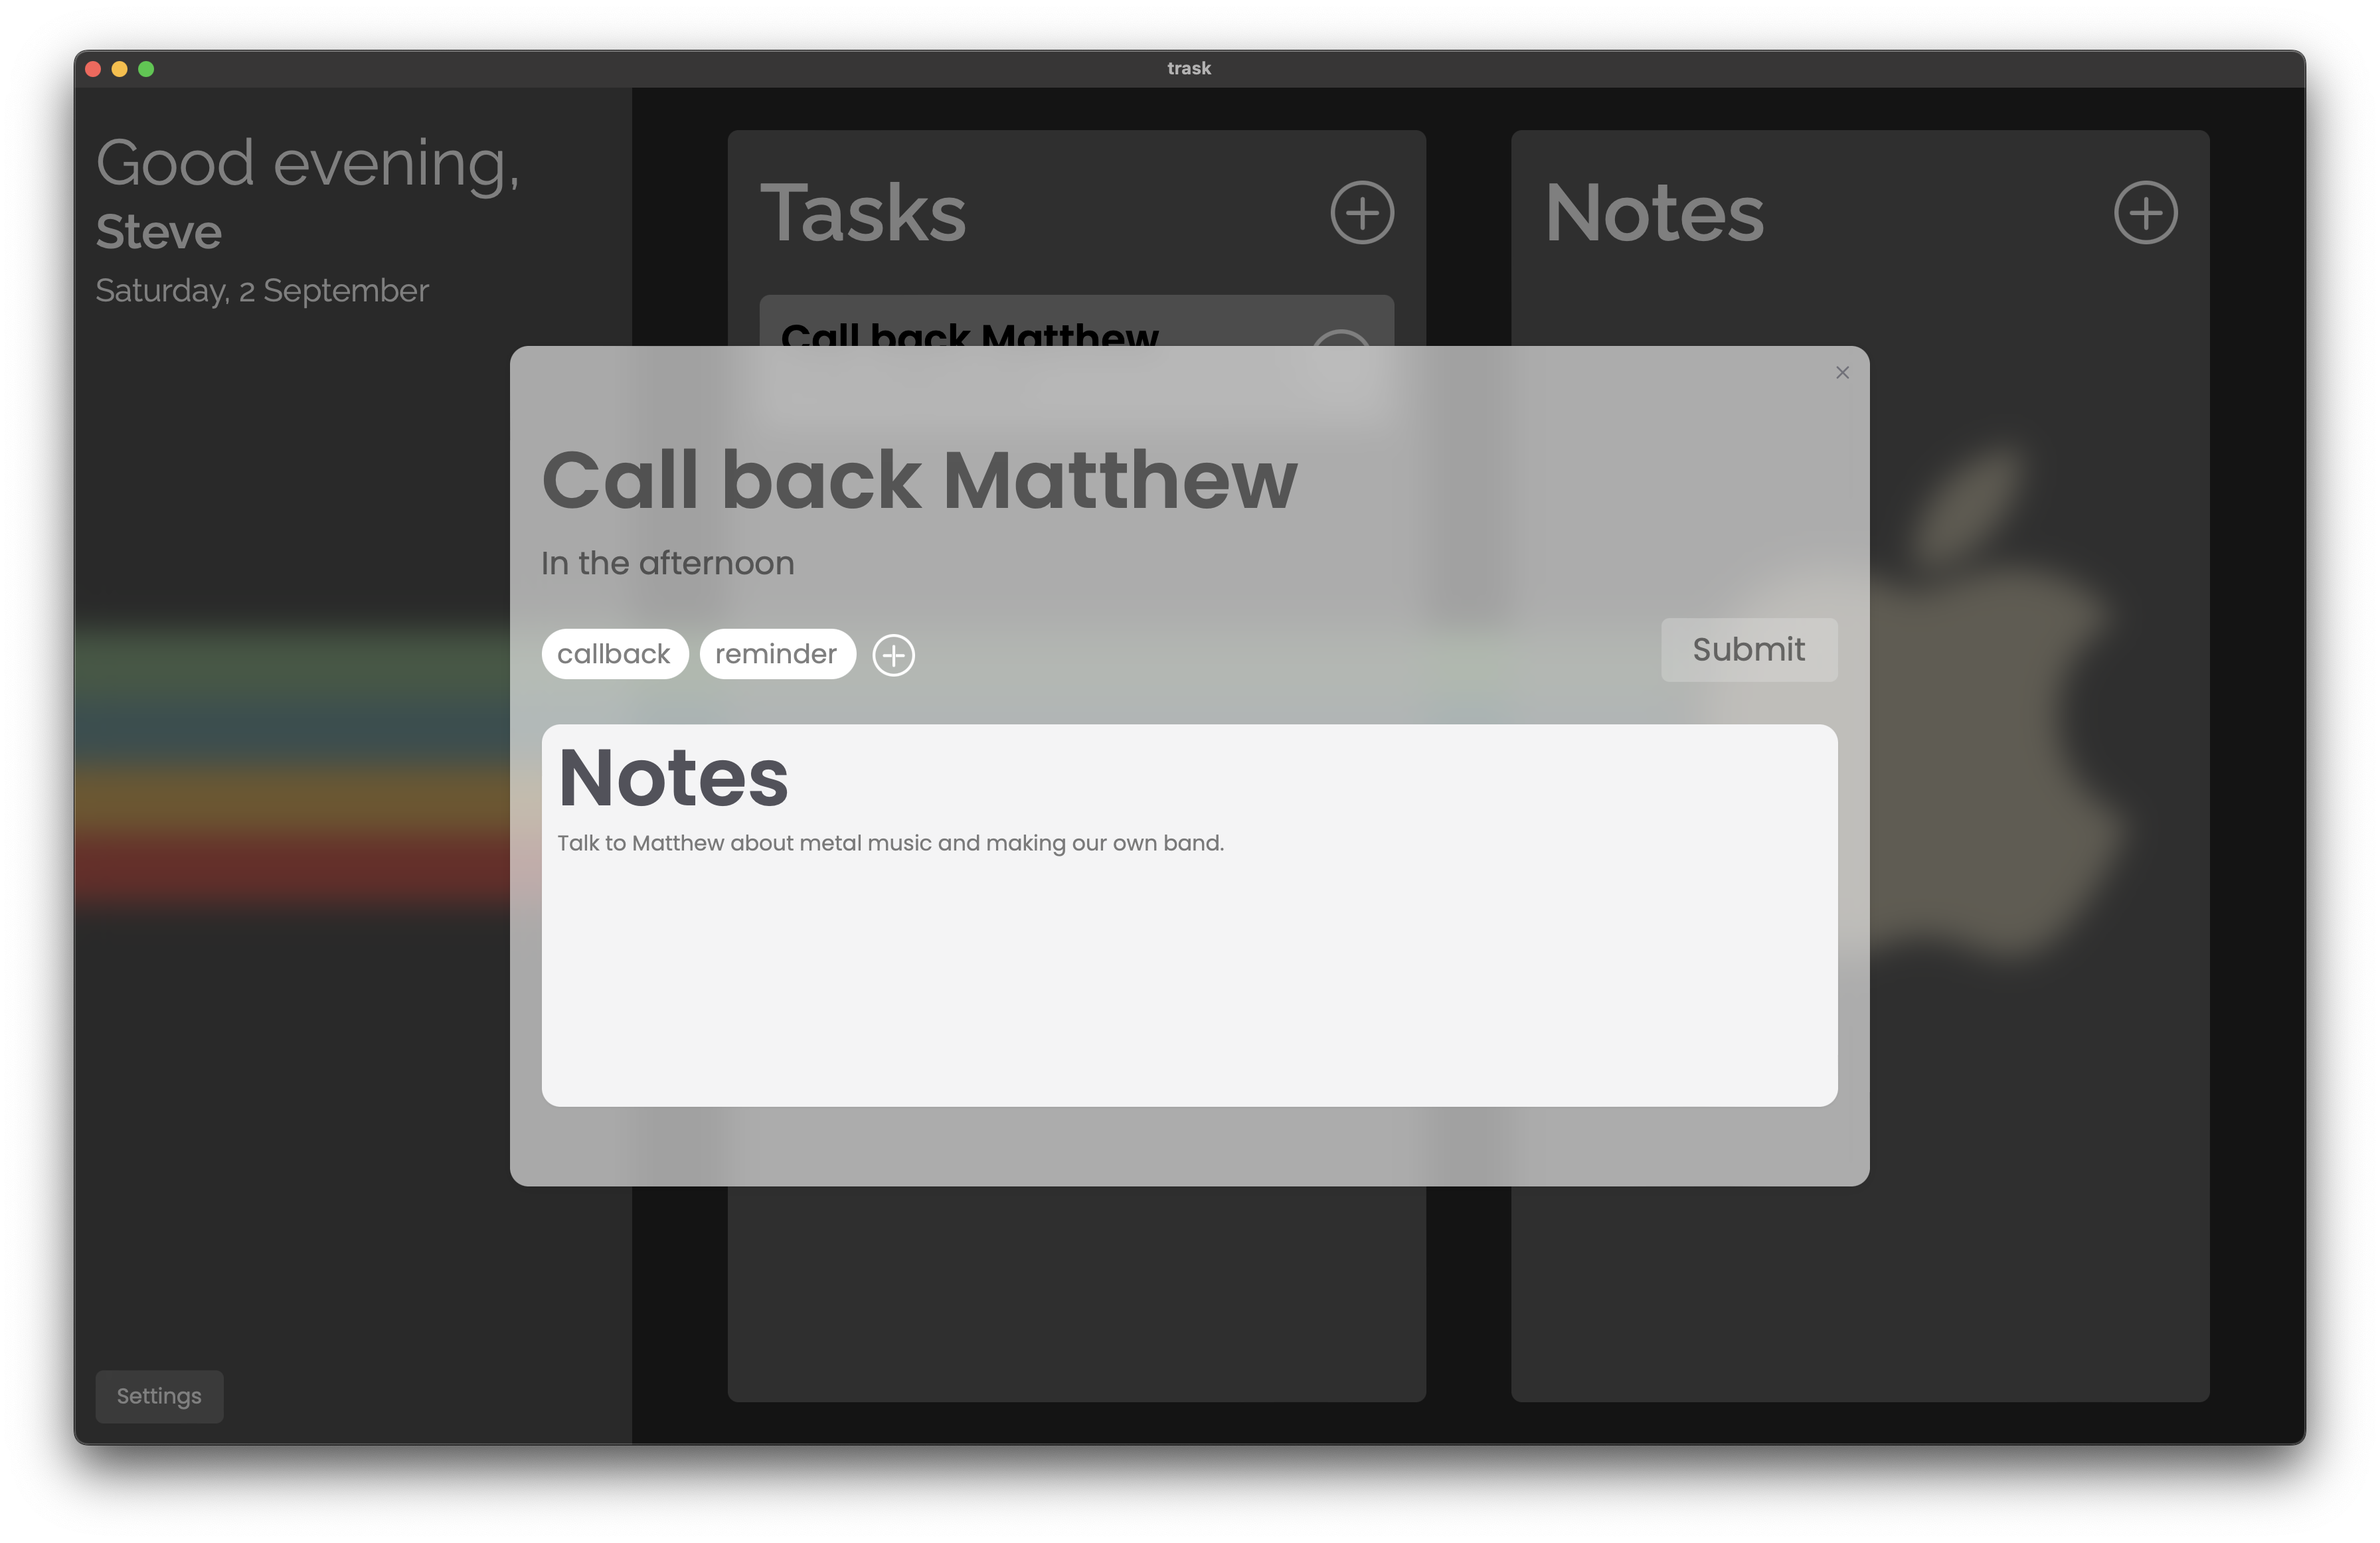 trask
Good evening,
Steve
Saturday, 2 September
Tasks
Notes
Call back Matthew
Call back Matthew
In the afternoon
callback
reminder
Submit
Notes
Talk to Matthew about metal music and making our own band.
Settings